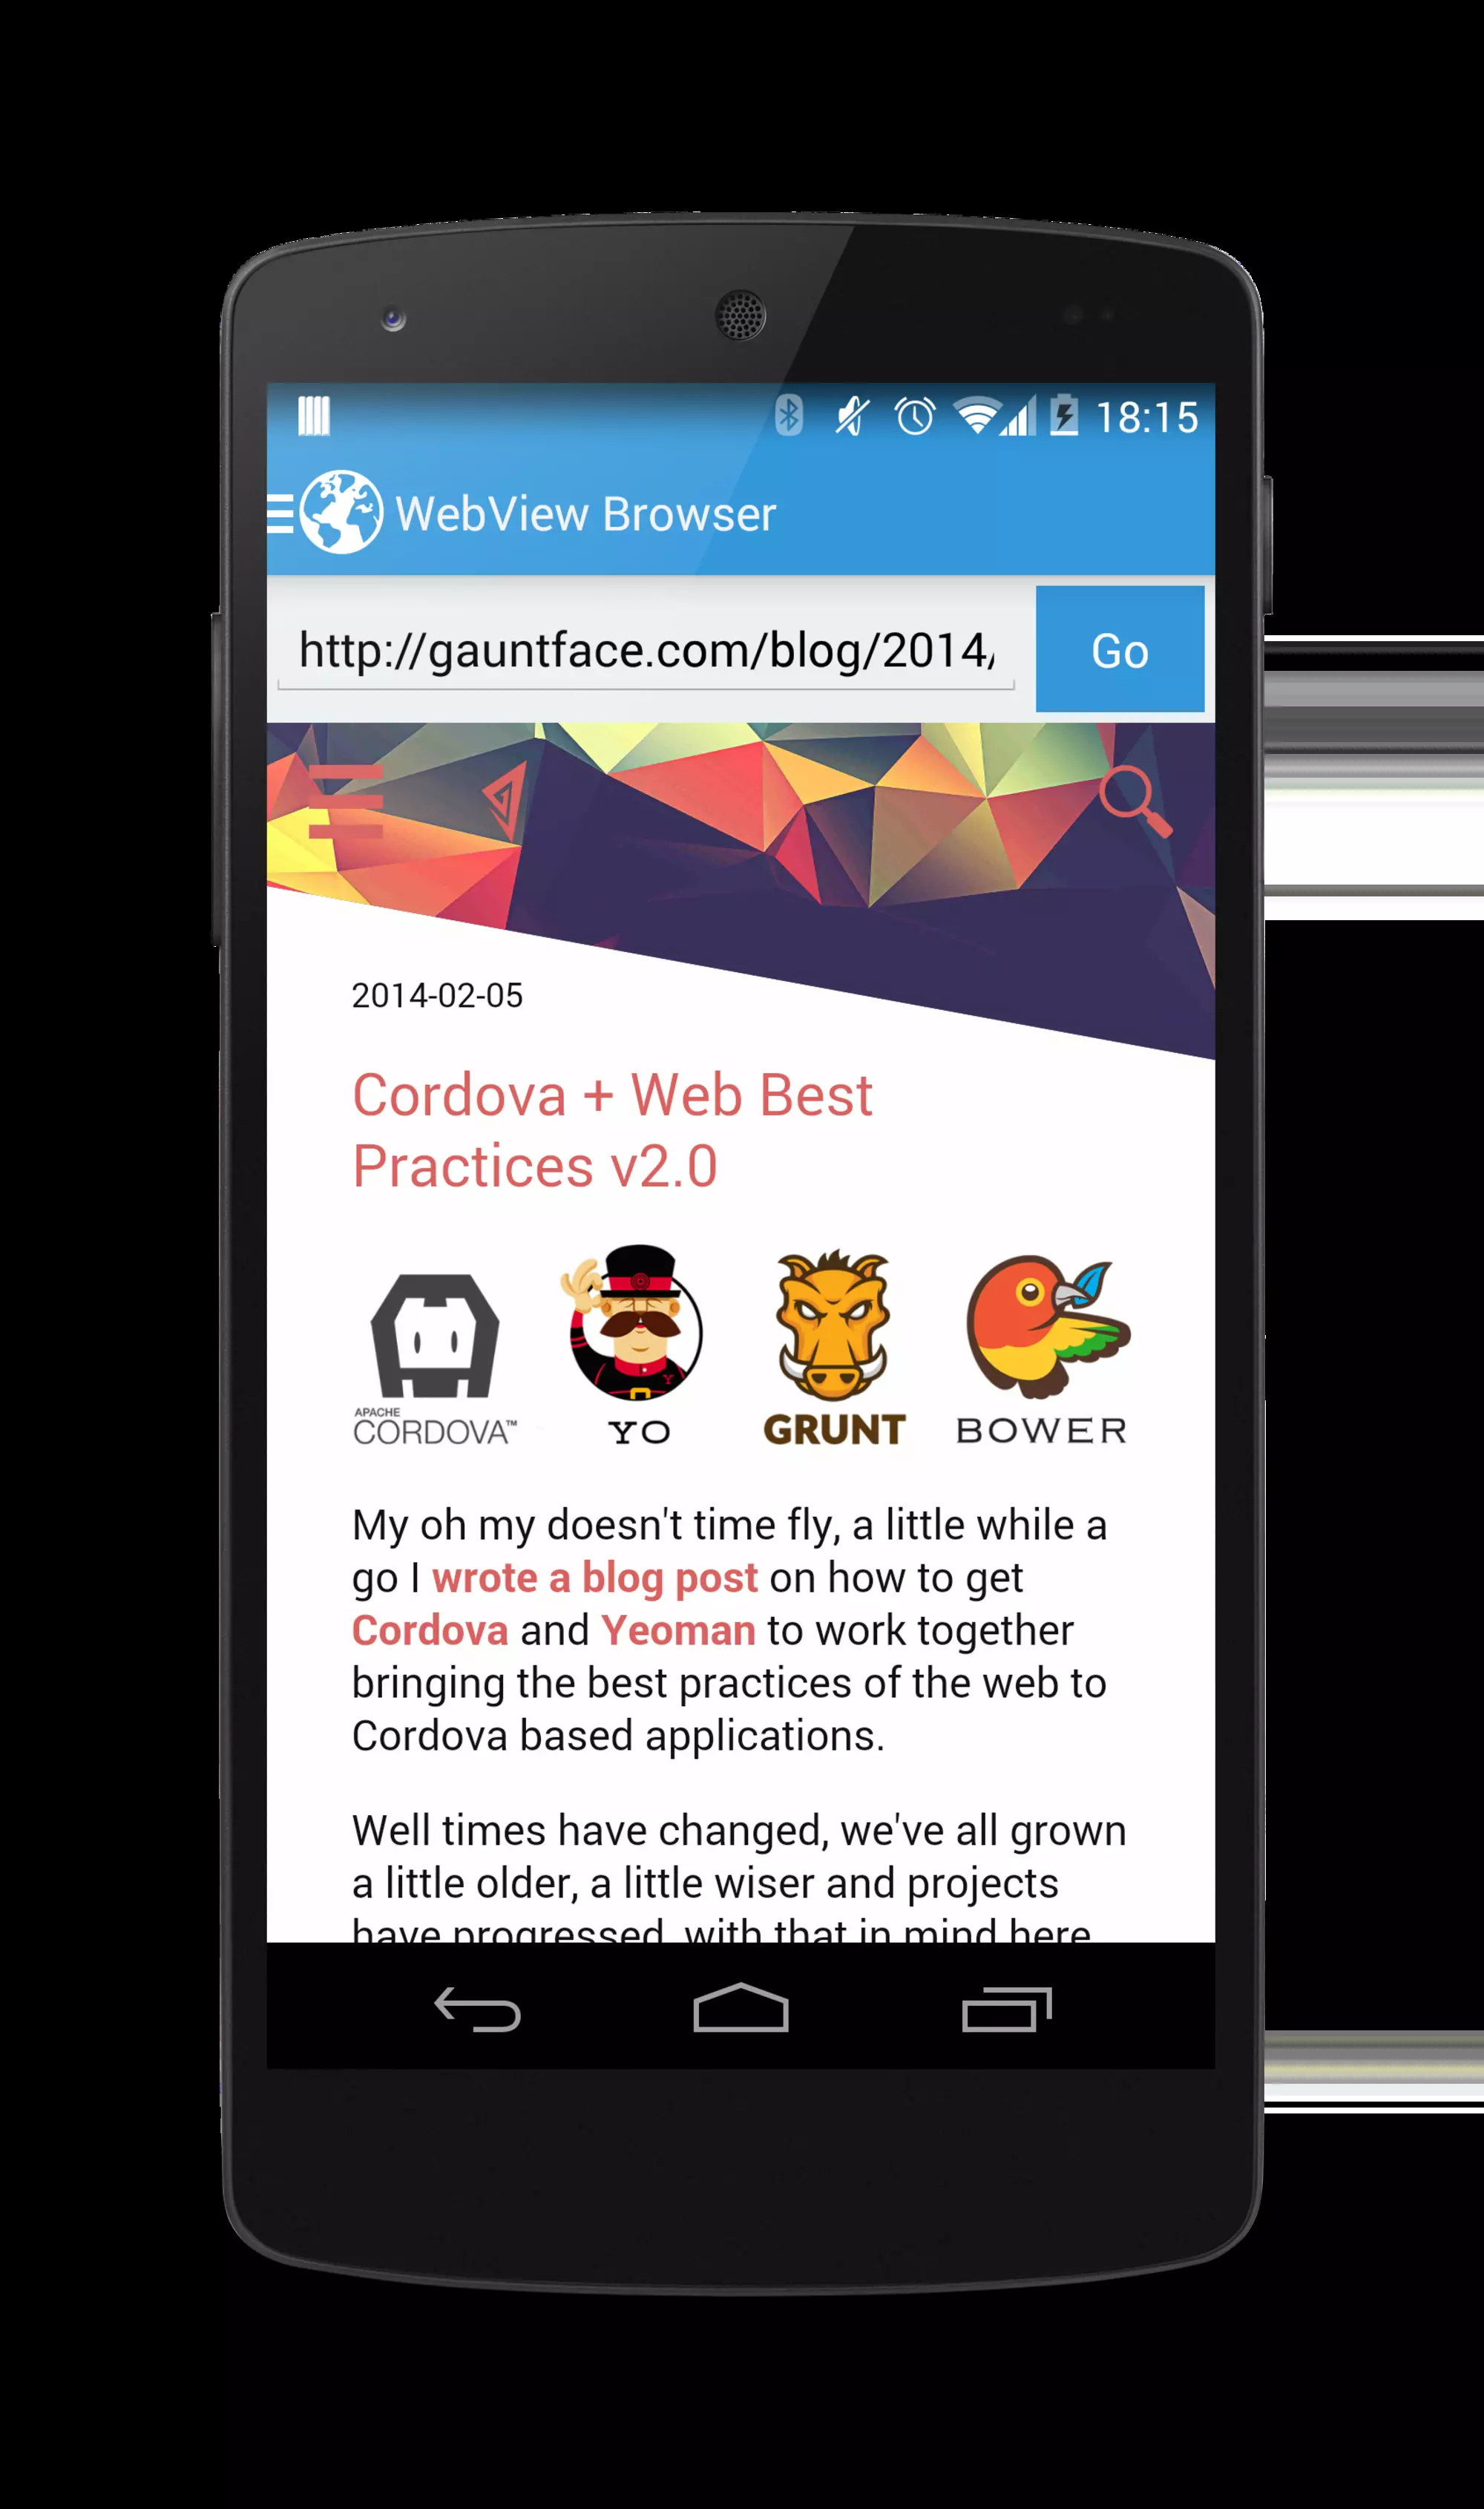 18:15
WebView Browser
http://gauntface.com/blog/2014/
Go
2014-02-05
Cordova + Web Best
Practices v2.0
APACHE
CORDOVA™
YO
GRUNT
BOWER
My oh my doesn't time fly, a little while a
go I wrote a blog post on how to get
Cordova and Yeoman to work together
bringing the best practices of the web to
Cordova based applications.
Well times have changed, we've all grown
a little older, a little wiser and projects
have progressed, with that in mind here